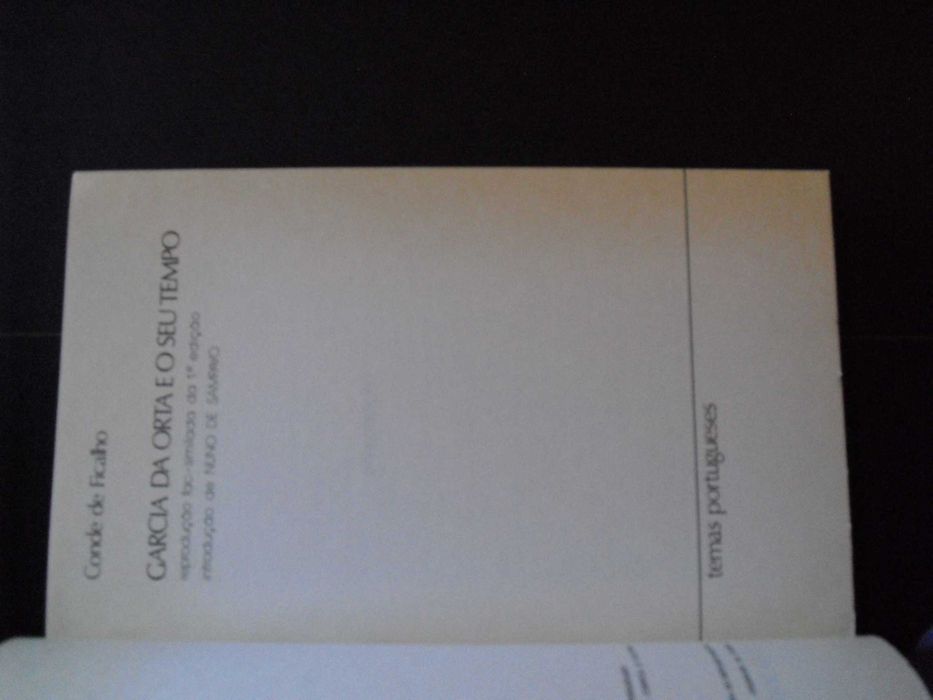 Conde de Ficalho
GARCIA DA ORTA E O SEU TEMPO
reprodução fac-similada da 1ª edição
introdução de NUNO DE SAMPAYO
temas portugueses